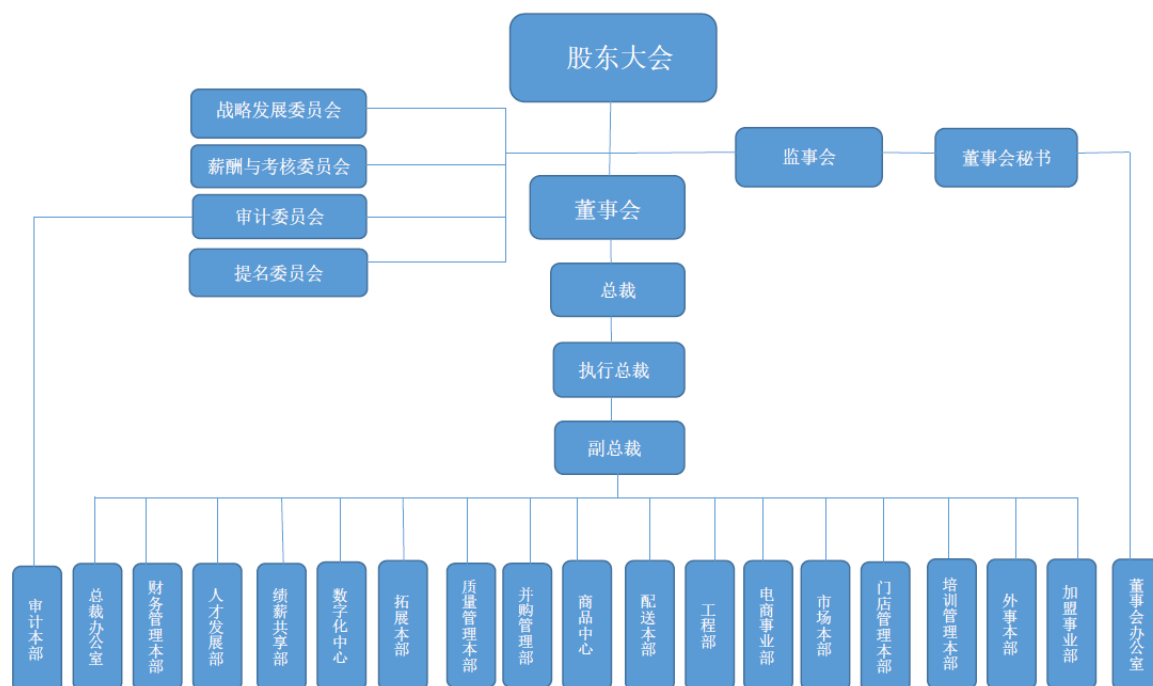 股东大会
战略发展委员会
薪酬与考核委员会
监事会
董事会秘书
审计委员会
董事会
提名委员会
总裁
执行总裁
副总裁
审计本部
总裁办公室
财务管理本部
人才发展部
绩薪共享部
数字化中心
拓展本部
质量管理本部
并购管理部
商品中心
配送本部
工程部
电商事业部
市场本部
门店管理本部
培训管理本部
外事本部
加盟事业部
董事会办公室